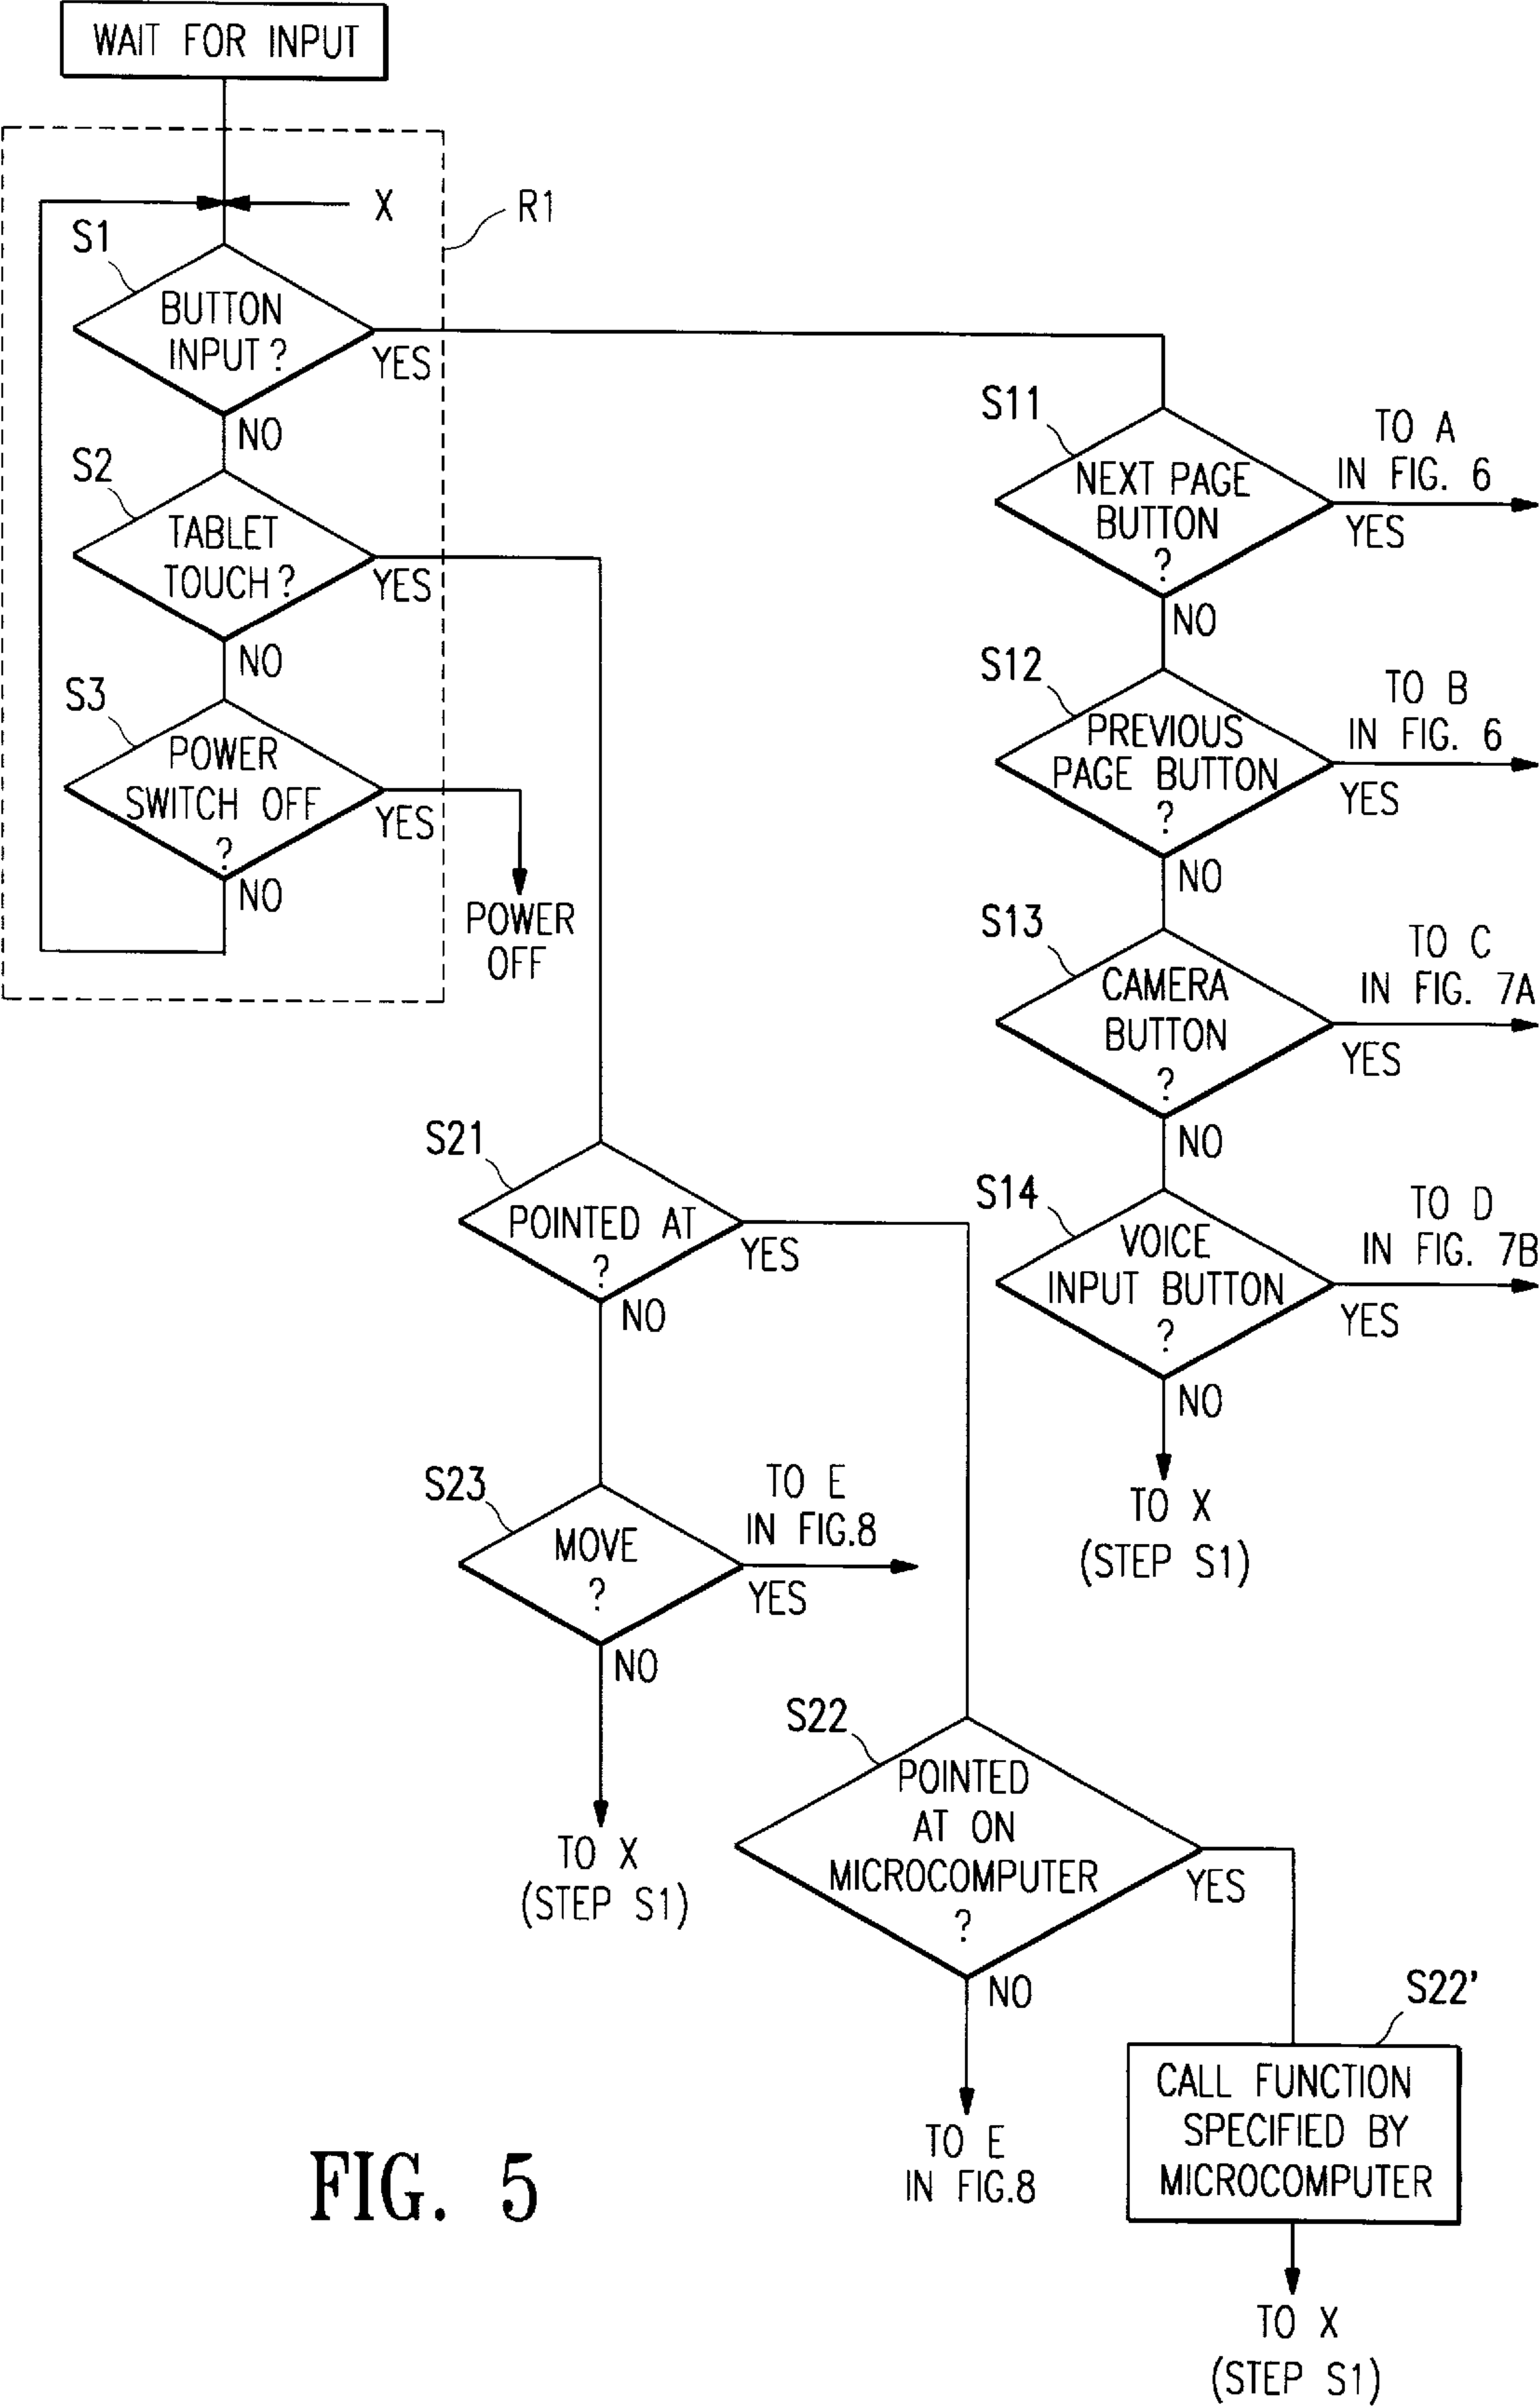 WAIT FOR INPUT
X
R1
S1
BUTTON
INPUT?
YES
NO
S2
TABLET
TOUCH?
YES
NO
S3
POWER
SWITCH OFF
?
YES
NO
POWER
OFF
S11
NEXT PAGE
BUTTON
?
TO A
IN FIG. 6
YES
NO
S12
PREVIOUS
PAGE BUTTON
?
TO B
IN FIG. 6
YES
NO
S13
CAMERA
BUTTON
?
TO C
IN FIG. 7A
YES
NO
S14
VOICE
INPUT BUTTON
?
TO D
IN FIG. 7B
YES
NO
TO X
(STEP S1)
S21
POINTED AT
?
YES
NO
S23
MOVE
?
TO E
IN FIG.8
YES
NO
TO X
(STEP S1)
S22
POINTED
AT ON
MICROCOMPUTER
?
YES
NO
TO E
IN FIG.8
S22'
CALL FUNCTION
SPECIFIED BY
MICROCOMPUTER
TO X
(STEP S1)
FIG. 5